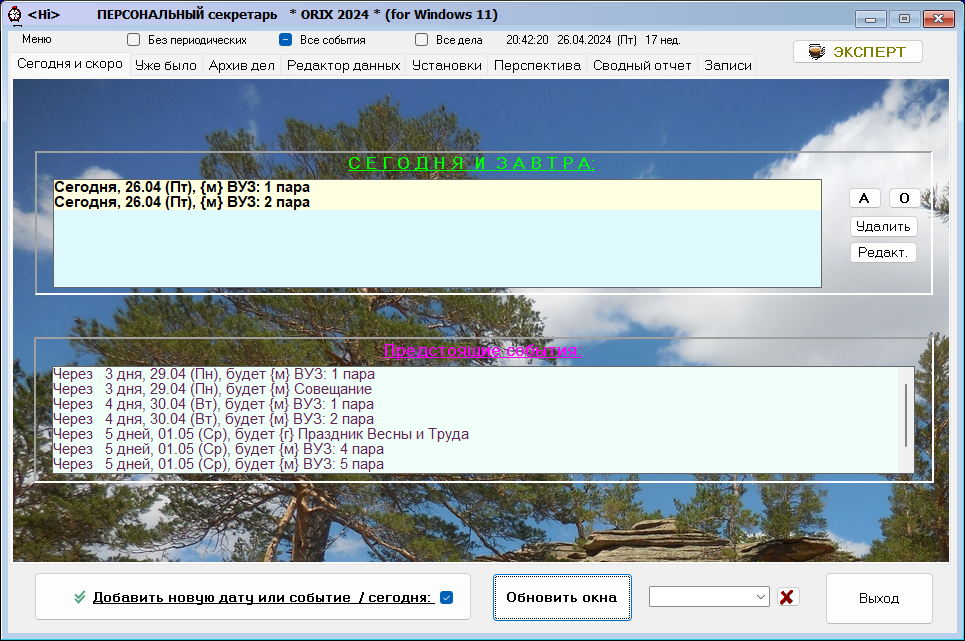 <Hi> ПЕРСОНАЛЬНЫЙ секретарь * ORIX 2024 * (for Windows 11)
Меню Без периодических Все события Все дела 20:42:20 26.04.2024 (Пт) 17 нед.
ЭКСПЕРТ
Сегодня и скоро Уже было Архив дел Редактор данных Установки Перспектива Сводный отчет Записи
С Е Г О Д Н Я И З А В Т Р А:
Сегодня, 26.04 (Пт), {м} ВУЗ: 1 пара
Сегодня, 26.04 (Пт), {м} ВУЗ: 2 пара
А О
Удалить
Редакт.
Предстоящие события
Через 3 дня, 29.04 (Пн), будет {м} ВУЗ: 1 пара
Через 3 дня, 29.04 (Пн), будет {м} Совещание
Через 4 дня, 30.04 (Вт), будет {м} ВУЗ: 1 пара
Через 4 дня, 30.04 (Вт), будет {м} ВУЗ: 2 пара
Через 5 дней, 01.05 (Ср), будет {г} Праздник Весны и Труда
Через 5 дней, 01.05 (Ср), будет {м} ВУЗ: 4 пара
Через 5 дней, 01.05 (Ср), будет {м} ВУЗ: 5 пара
Добавить новую дату или событие / сегодня: Обновить окна Выход